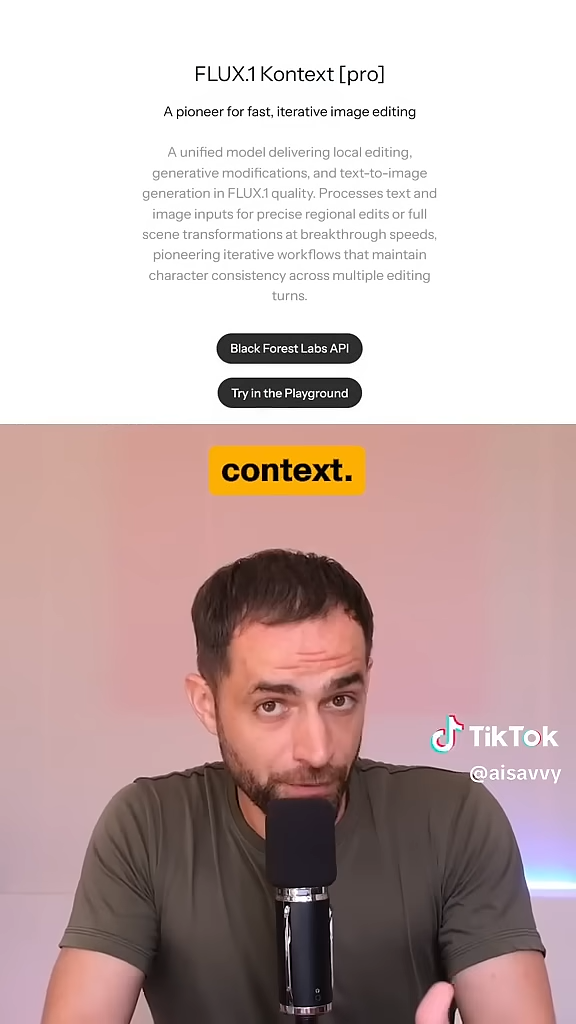 FLUX.1 Kontext [pro]
A pioneer for fast, iterative image editing
A unified model delivering local editing,
generative modifications, and text-to-image
generation in FLUX.1 quality. Processes text and
image inputs for precise regional edits or full
scene transformations at breakthrough speeds,
pioneering iterative workflows that maintain
character consistency across multiple editing
turns.
Black Forest Labs API
Try in the Playground
context.
TikTok
@aisavvy